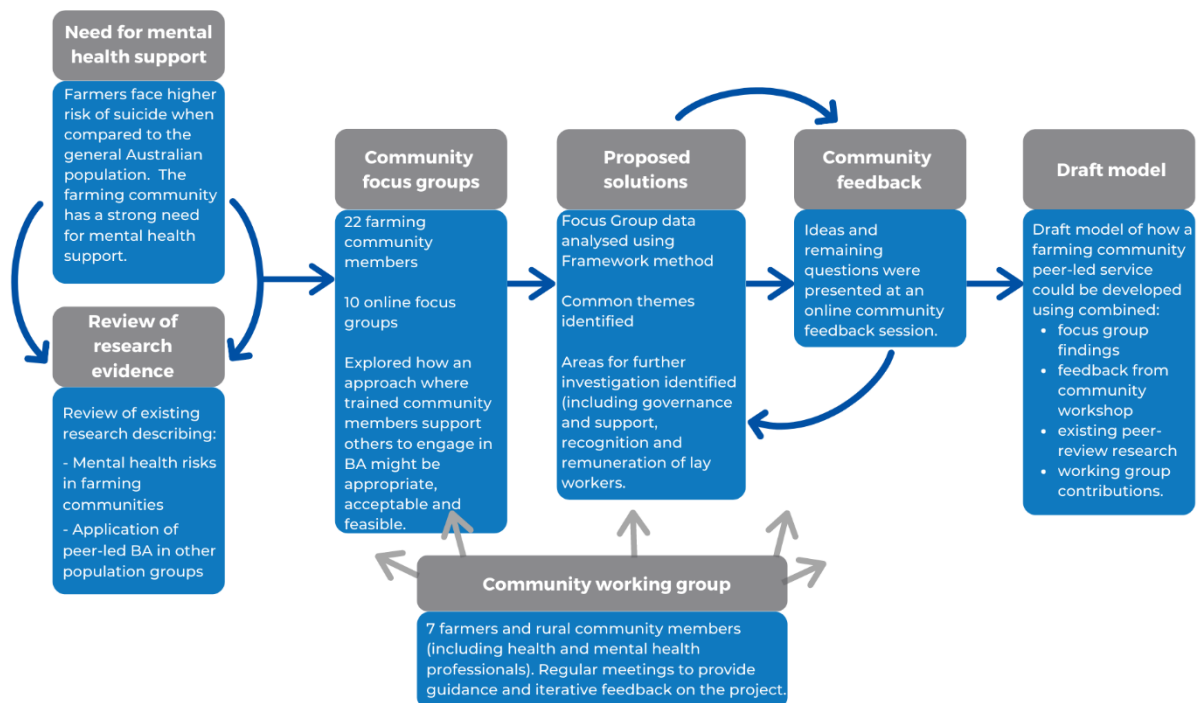 Need for mental
health support
Farmers face higher
risk of suicide when
compared to the
general Australian
population. The
farming community
has a strong need
for mental health
support.
Review of
research
evidence
Review of existing
research describing:
- Mental health risks
in farming
communities
- Application of
peer-led BA in other
population groups
Community
focus groups
22 farming
community
members
10 online focus
groups
Explored how an
approach where
trained community
members support
others to engage in
BA might be
appropriate,
acceptable and
feasible.
Proposed
solutions
Focus Group data
analysed using
Framework method
Common themes
identified
Areas for further
investigation identified
(including governance
and support,
recognition and
remuneration of lay
workers.
Community
feedback
Ideas and
remaining
questions were
presented at an
online community
feedback session.
Draft model
Draft model of how a
farming community
peer-led service
could be developed
using combined:
• focus group
findings
• feedback from
community
workshop
• existing peer-
review research
• working group
contributions.
Community working group
7 farmers and rural community members
(including health and mental health
professionals). Regular meetings to provide
guidance and iterative feedback on the project.